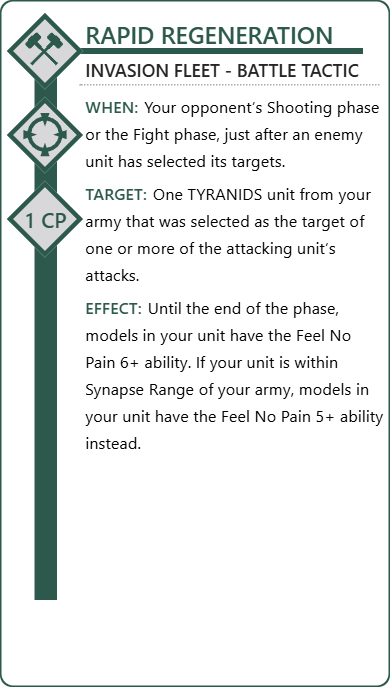 RAPID REGENERATION
INVASION FLEET - BATTLE TACTIC
WHEN: Your opponent’s Shooting phase
or the Fight phase, just after an enemy
unit has selected its targets.
1 CP
TARGET: One TYRANIDS unit from your
army that was selected as the target of
one or more of the attacking unit’s
attacks.
EFFECT: Until the end of the phase,
models in your unit have the Feel No
Pain 6+ ability. If your unit is within
Synapse Range of your army, models in
your unit have the Feel No Pain 5+ ability
instead.